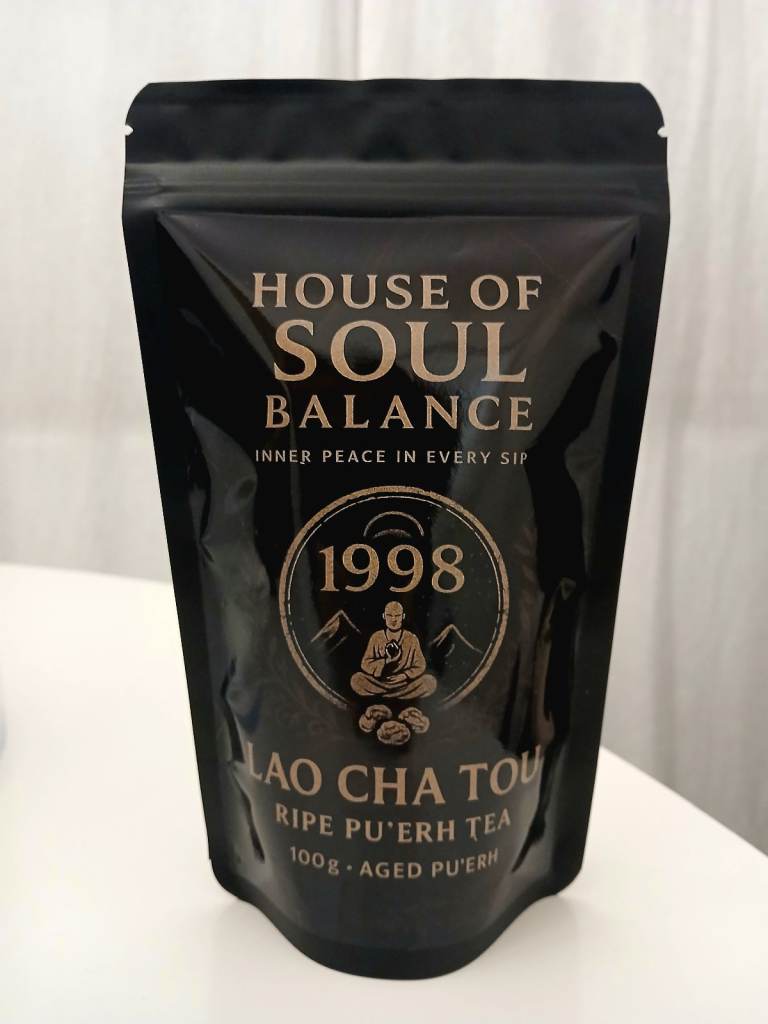 HOUSE OF
SOUL
BALANCE
INNER PEACE IN EVERY SIP
1998
LAO CHA TOU
RIPE PU'ERH TEA
100g · AGED PU'ERH